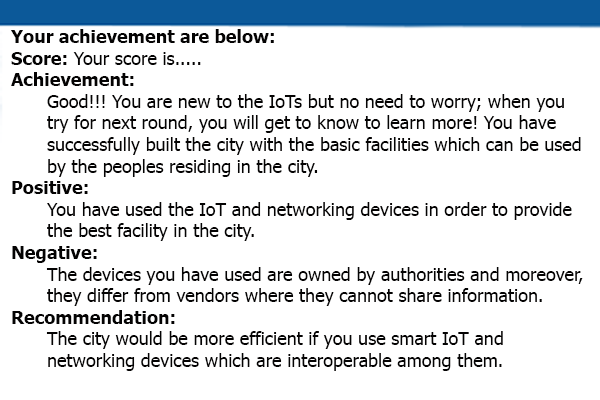 Your achievement are below:
Score: Your score is.....
Achievement:
Good!!! You are new to the IoTs but no need to worry; when you
try for next round, you will get to know to learn more! You have
successfully built the city with the basic facilities which can be used
by the peoples residing in the city.
Positive:
You have used the IoT and networking devices in order to provide
the best facility in the city.
Negative:
The devices you have used are owned by authorities and moreover,
they differ from vendors where they cannot share information.
Recommendation:
The city would be more efficient if you use smart IoT and
networking devices which are interoperable among them.